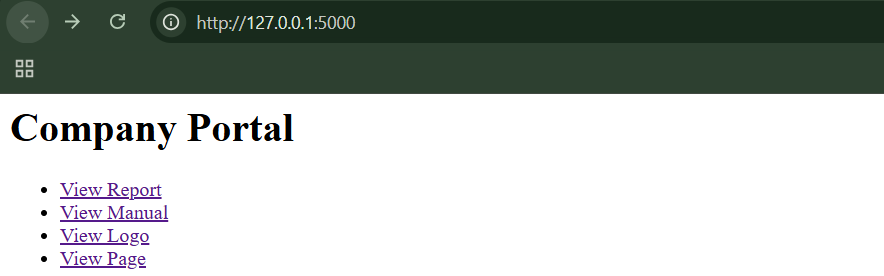 http://127.0.0.1:5000
Company Portal
View Report
View Manual
View Logo
View Page